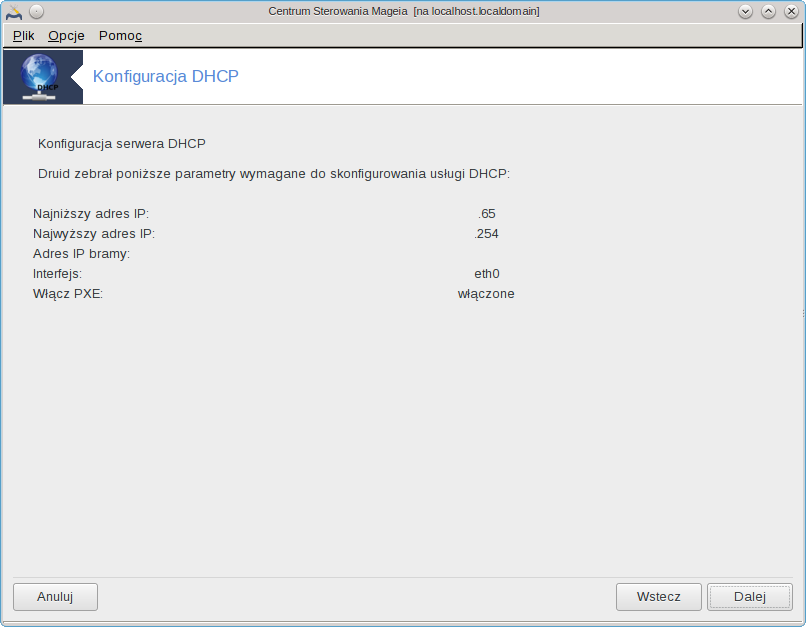 Centrum Sterowania Mageia [na localhost.localdomain]
Plik Opcje Pomoc
DHCP
Konfiguracja DHCP
Konfiguracja serwera DHCP
Druid zebrał poniższe parametry wymagane do skonfigurowania usługi DHCP:
Najniższy adres IP: .65
Najwyższy adres IP: .254
Adres IP bramy:
Interfejs: eth0
Włącz PXE: włączone
Anuluj Wstecz Dalej